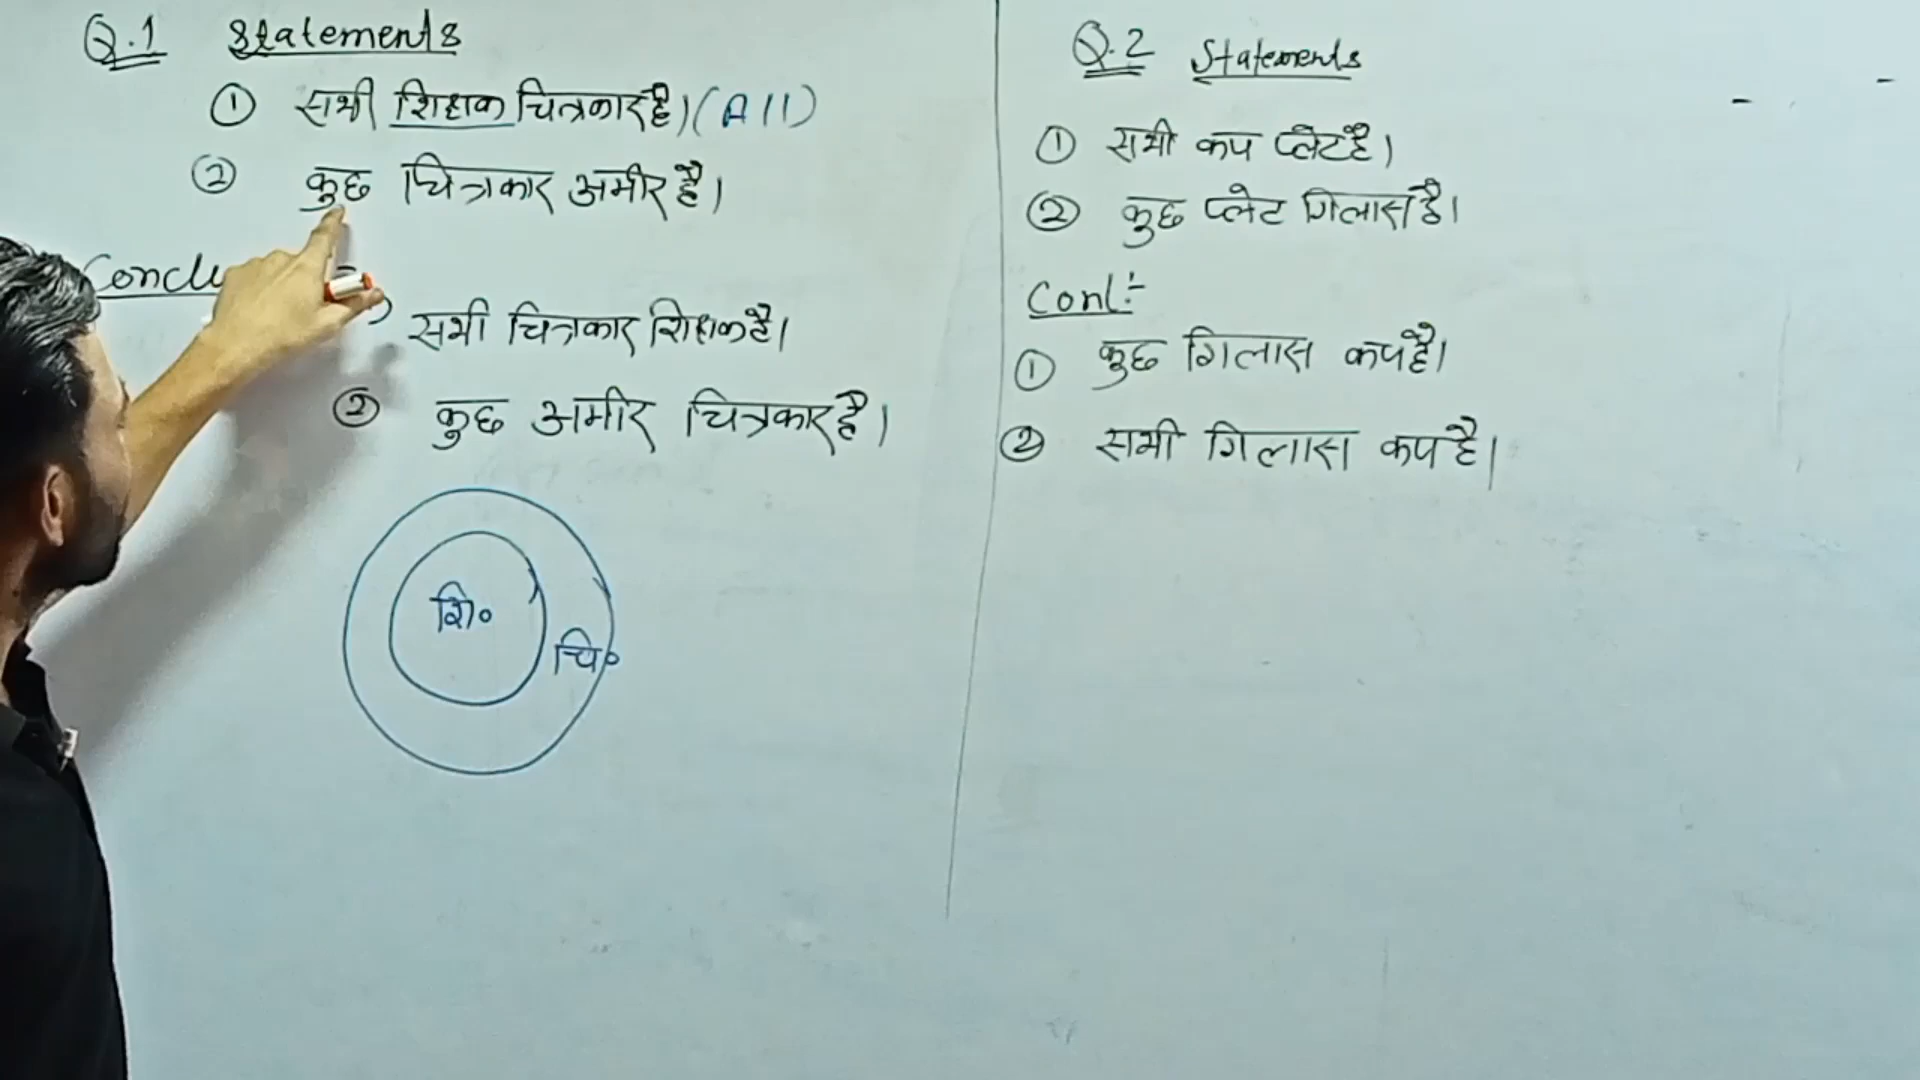 Q.1 Statements
① सभी शिक्षक चित्रकार है। (All)
② कुछ चित्रकार अमीर है।
सभी चित्रकार शिक्षक है।
② कुछ अमीर चित्रकार है।
शि०
चि०
Q.2 Statements
① सभी कप प्लेट है।
② कुछ प्लेट गिलास है।
Conl:-
① कुछ गिलास कप है।
② सभी गिलास कप है।